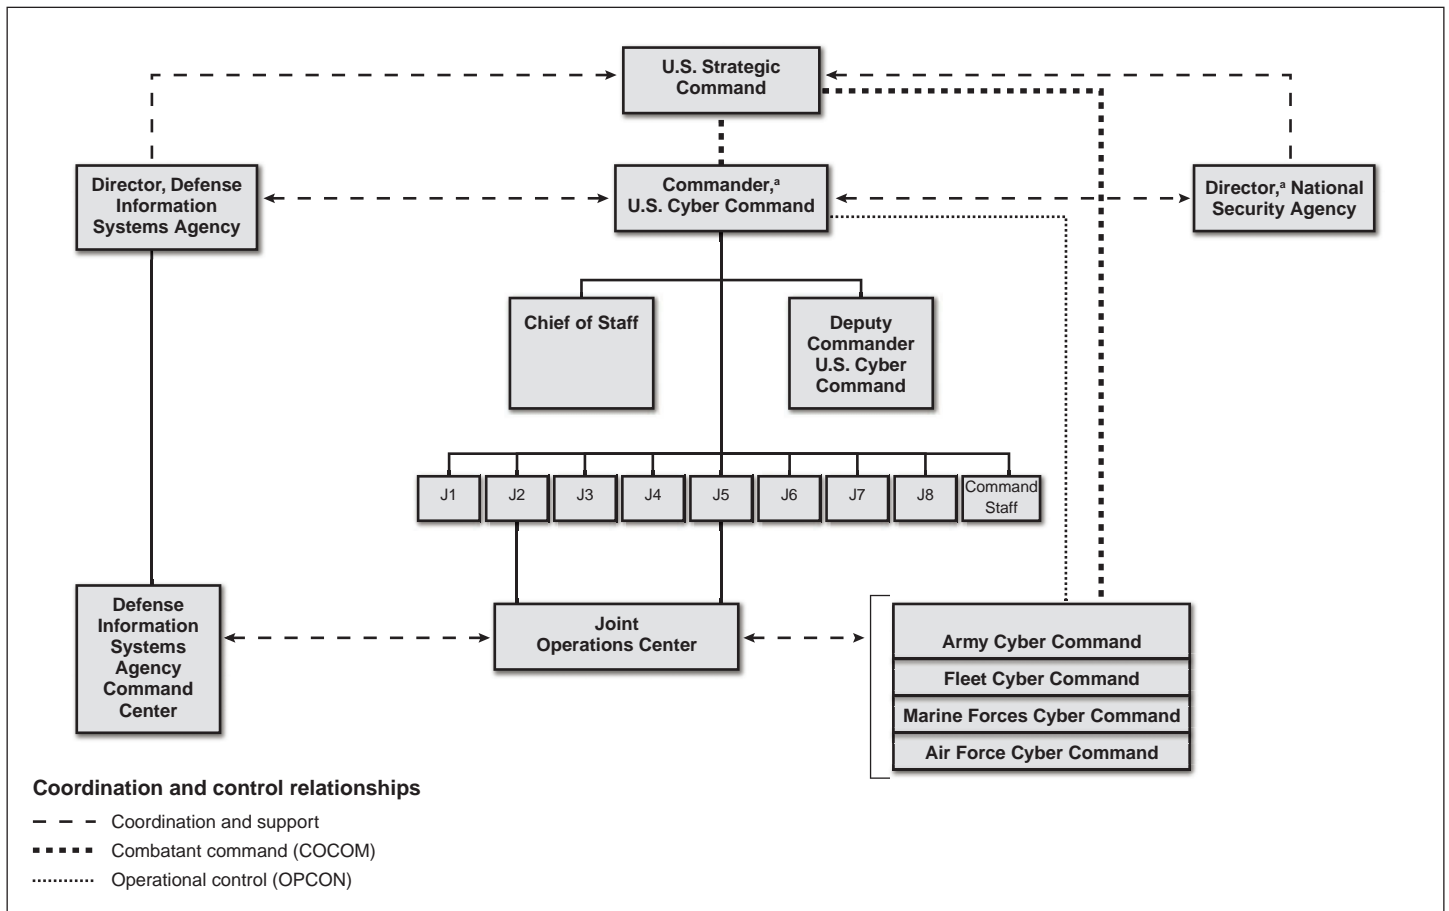 U.S. Strategic
Command
Director, Defense
Information
Systems Agency
Commander,ª
U.S. Cyber Command
Director,ª National
Security Agency
Chief of Staff
Deputy
Commander
U.S. Cyber
Command
J1
J2
J3
J4
J5
J6
J7
J8
Command
Staff
Defense
Information
Systems
Agency
Command
Center
Joint
Operations Center
Army Cyber Command
Fleet Cyber Command
Marine Forces Cyber Command
Air Force Cyber Command
Coordination and control relationships
Coordination and support
Combatant command (COCOM)
Operational control (OPCON)